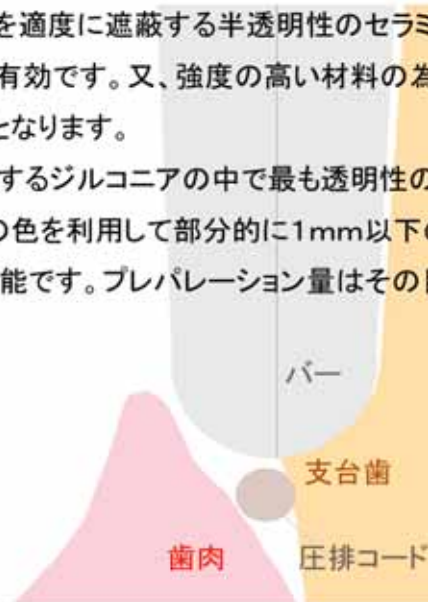 を適度に遮蔽する半透明性のセラミ
有効です。又、強度の高い材料の為
となります。
するジルコニアの中で最も透明性の
の色を利用して部分的に1mm以下の
能です。プレパレーション量はその目
バー
支台歯
歯肉
圧排コード